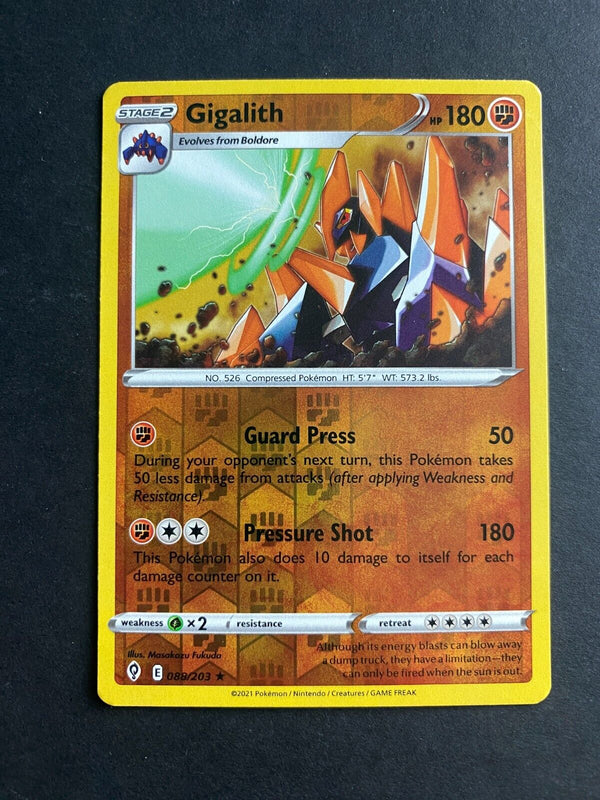 STAGE2 Gigalith HP 180
Evolves from Boldore
NO. 526 Compressed Pokémon HT: 5'7" WT: 573.2 lbs.
Guard Press 50
During your opponent's next turn, this Pokémon takes
50 less damage from attacks (after applying Weakness and
Resistance).
Pressure Shot 180
This Pokémon also does 10 damage to itself for each
damage counter on it.
weakness ×2 resistance retreat
Illus. Masakazu Fukuda
E 088/203 ★
Although its energy blasts can blow away
a dump truck, they have a limitation—they
can only be fired when the sun is out.
©2021 Pokémon / Nintendo / Creatures / GAME FREAK